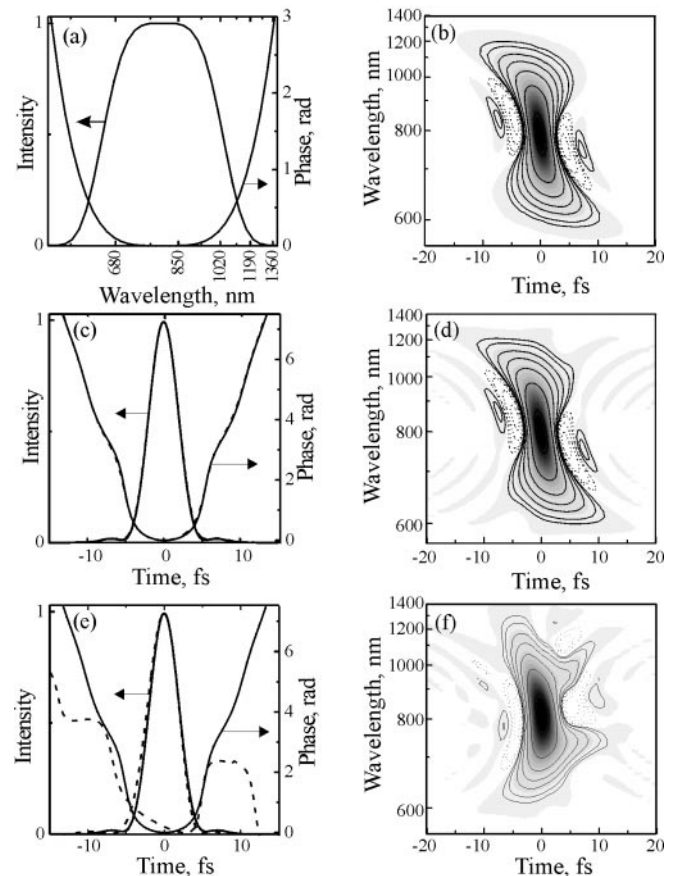 (a)
Intensity
1
0
Phase, rad
3
2
1
0
680
850
1020
1190
1360
Wavelength, nm
(b)
Wavelength, nm
1400
1200
1000
800
600
-20 -10 0 10 20
Time, fs
(c)
Intensity
1
0
Phase, rad
6
4
2
0
-10 0 10
Time, fs
(d)
Wavelength, nm
1400
1200
1000
800
600
-20 -10 0 10 20
Time, fs
(e)
Intensity
1
0
Phase, rad
6
4
2
0
-10 0 10
Time, fs
(f)
Wavelength, nm
1400
1200
1000
800
600
-20 -10 0 10 20
Time, fs